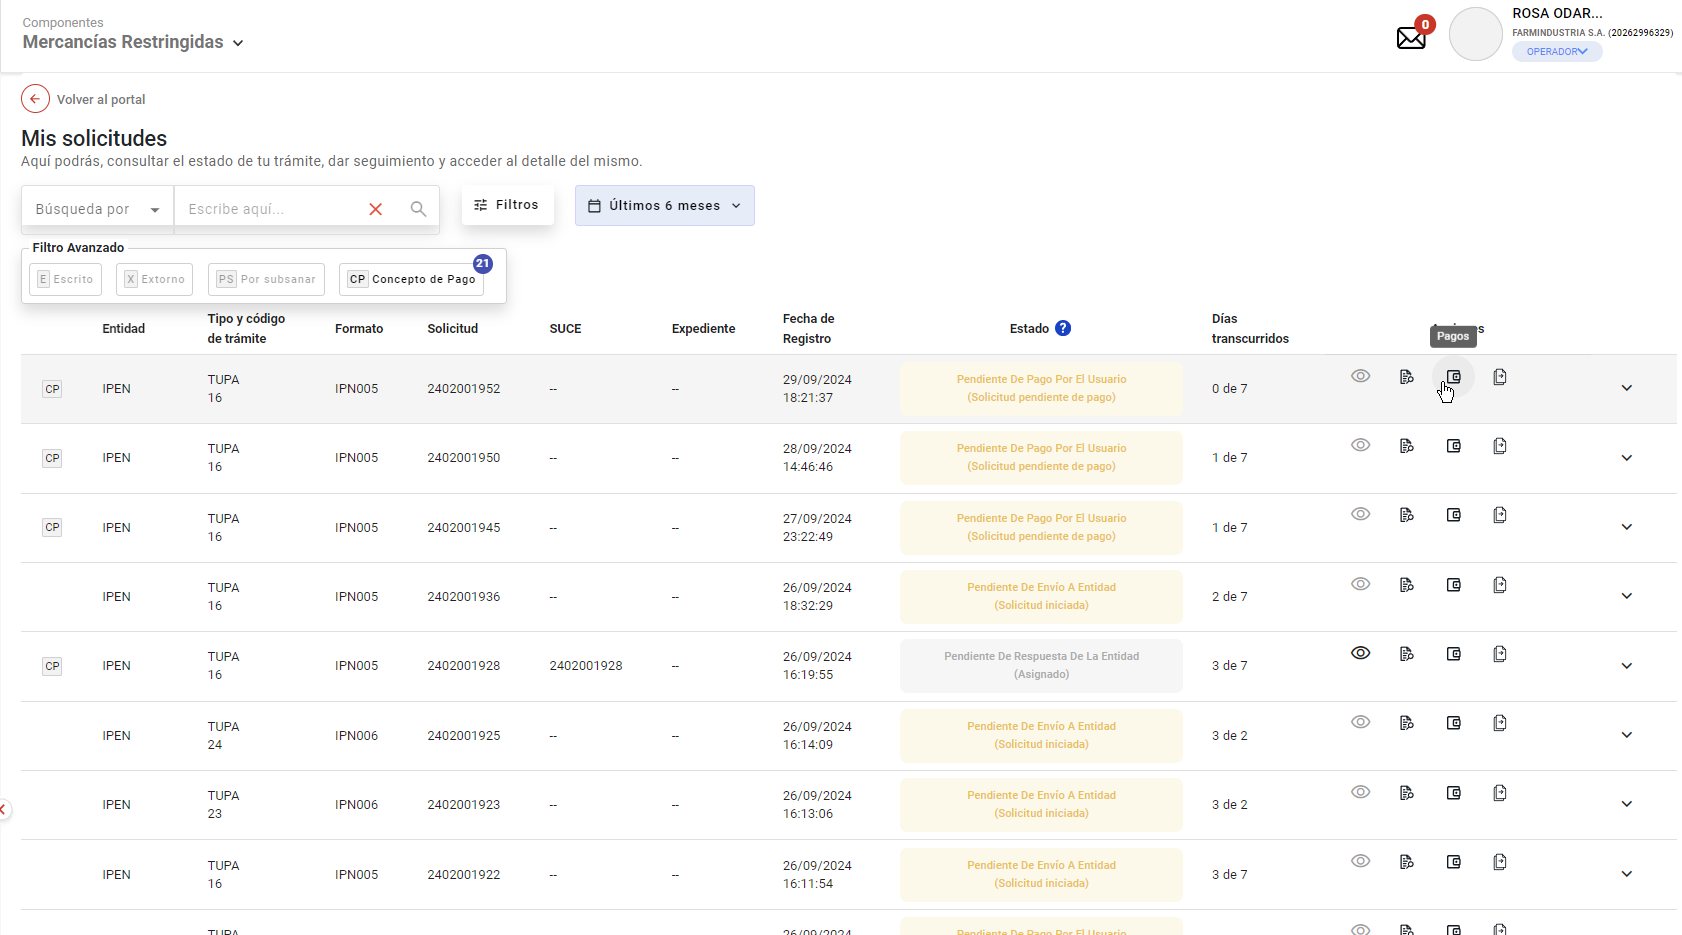 Componentes
Mercancías Restringidas
0
ROSA ODAR...
FARMINDUSTRIA S.A. (20262996329)
OPERADOR
Volver al portal
Mis solicitudes
Aquí podrás, consultar el estado de tu trámite, dar seguimiento y acceder al detalle del mismo.
Búsqueda por
Escribe aquí...
Filtros
Últimos 6 meses
Filtro Avanzado
E Escrito
X Extorno
PS Por subsanar
CP Concepto de Pago
21
Entidad
Tipo y código
de trámite
Formato
Solicitud
SUCE
Expediente
Fecha de
Registro
Estado ?
Días
transcurridos
Pagos
CP IPEN TUPA 16 IPN005 2402001952 -- -- 29/09/2024 18:21:37 Pendiente De Pago Por El Usuario (Solicitud pendiente de pago) 0 de 7
CP IPEN TUPA 16 IPN005 2402001950 -- -- 28/09/2024 14:46:46 Pendiente De Pago Por El Usuario (Solicitud pendiente de pago) 1 de 7
CP IPEN TUPA 16 IPN005 2402001945 -- -- 27/09/2024 23:22:49 Pendiente De Pago Por El Usuario (Solicitud pendiente de pago) 1 de 7
IPEN TUPA 16 IPN005 2402001936 -- -- 26/09/2024 18:32:29 Pendiente De Envío A Entidad (Solicitud iniciada) 2 de 7
CP IPEN TUPA 16 IPN005 2402001928 2402001928 -- 26/09/2024 16:19:55 Pendiente De Respuesta De La Entidad (Asignado) 3 de 7
IPEN TUPA 24 IPN006 2402001925 -- -- 26/09/2024 16:14:09 Pendiente De Envío A Entidad (Solicitud iniciada) 3 de 2
IPEN TUPA 23 IPN006 2402001923 -- -- 26/09/2024 16:13:06 Pendiente De Envío A Entidad (Solicitud iniciada) 3 de 2
IPEN TUPA 16 IPN005 2402001922 -- -- 26/09/2024 16:11:54 Pendiente De Envío A Entidad (Solicitud iniciada) 3 de 7
TUPA 26/09/2024 Pendiente De Pago Por El Usuario